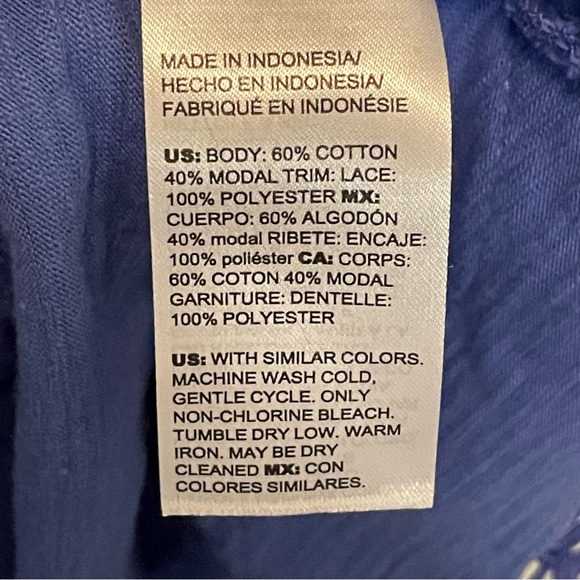 MADE IN INDONESIA/
HECHO EN INDONESIA/
FABRIQUÉ EN INDONÉSIE
US: BODY: 60% COTTON
40% MODAL TRIM: LACE:
100% POLYESTER MX:
CUERPO: 60% ALGODÓN
40% modal RIBETE: ENCAJE:
100% poliéster CA: CORPS:
60% COTON 40% MODAL
GARNITURE: DENTELLE:
100% POLYESTER
US: WITH SIMILAR COLORS.
MACHINE WASH COLD,
GENTLE CYCLE. ONLY
NON-CHLORINE BLEACH.
TUMBLE DRY LOW. WARM
IRON. MAY BE DRY
CLEANED MX: CON
COLORES SIMILARES.